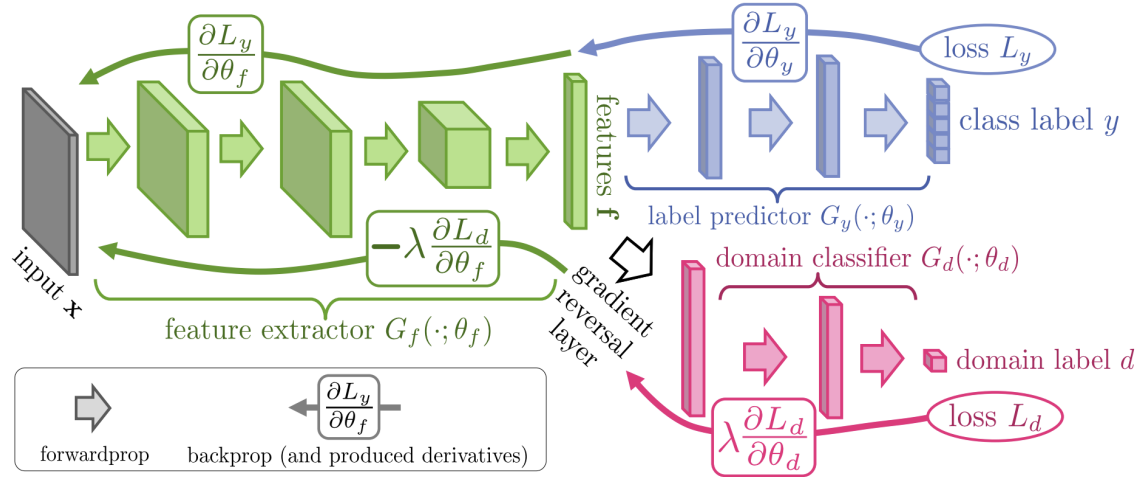 ∂L_y
∂θ_f
∂L_y
∂θ_y
loss L_y
features f
class label y
label predictor G_y(·; θ_y)
input x
−λ ∂L_d
∂θ_f
feature extractor G_f(·; θ_f)
gradient
reversal
layer
domain classifier G_d(·; θ_d)
domain label d
λ ∂L_d
∂θ_d
loss L_d
∂L_y
∂θ_f
forwardprop
backprop (and produced derivatives)